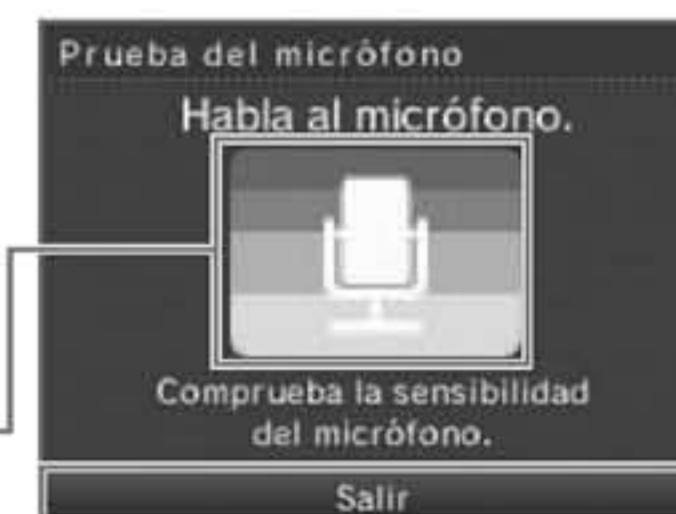 Prueba del micrófono
Habla al micrófono.
Comprueba la sensibilidad
del micrófono.
Salir